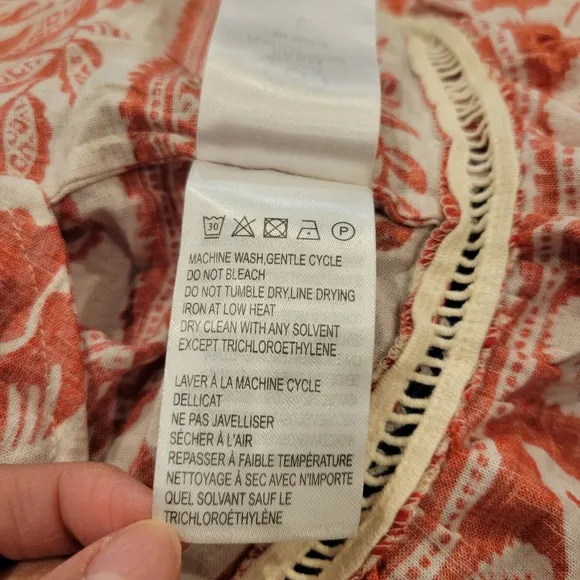 30
P
MACHINE WASH,GENTLE CYCLE
DO NOT BLEACH
DO NOT TUMBLE DRY,LINE DRYING
IRON AT LOW HEAT
DRY CLEAN WITH ANY SOLVENT
EXCEPT TRICHLOROETHYLENE
LAVER À LA MACHINE CYCLE
DELLICAT
NE PAS JAVELLISER
SÉCHER À L'AIR
REPASSER À FAIBLE TEMPÉRATURE
NETTOYAGE À SEC AVEC N'IMPORTE
QUEL SOLVANT SAUF LE
TRICHLOROÉTHYLÈNE